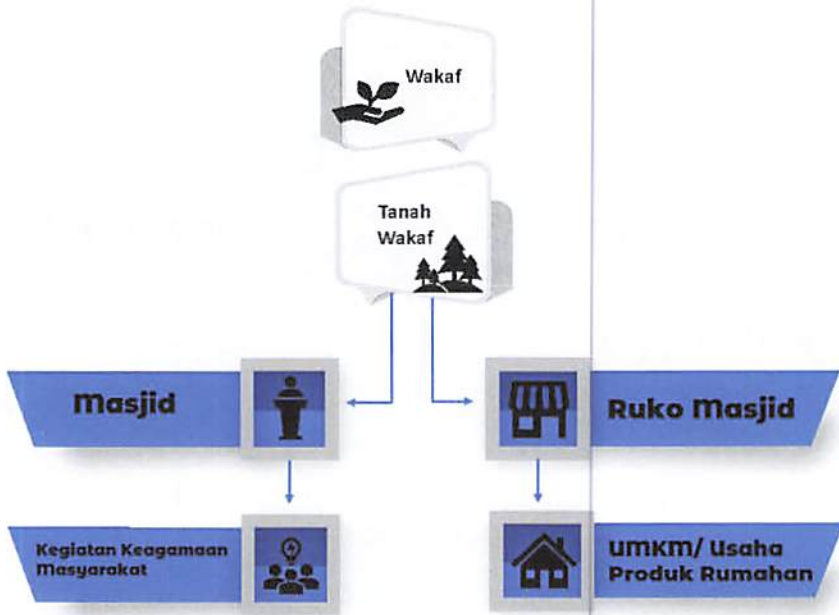 Wakaf
Tanah
Wakaf
Masjid
Ruko Masjid
Kegiatan Keagamaan
Masyarakat
UMKM/ Usaha
Produk Rumahan